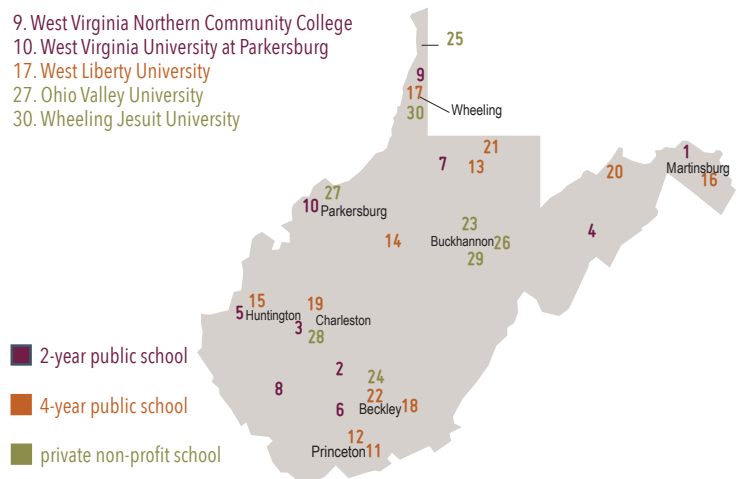 9. West Virginia Northern Community College
10. West Virginia University at Parkersburg
17. West Liberty University
27. Ohio Valley University
30. Wheeling Jesuit University
25
9
17
Wheeling
30
21
7
13
1
Martinsburg
20
16
27
10
Parkersburg
23
4
14
Buckhannon
26
29
15
19
5
Huntington
Charleston
3
28
2-year public school
2
24
8
22
18
6
Beckley
4-year public school
12
Princeton
11
private non-profit school